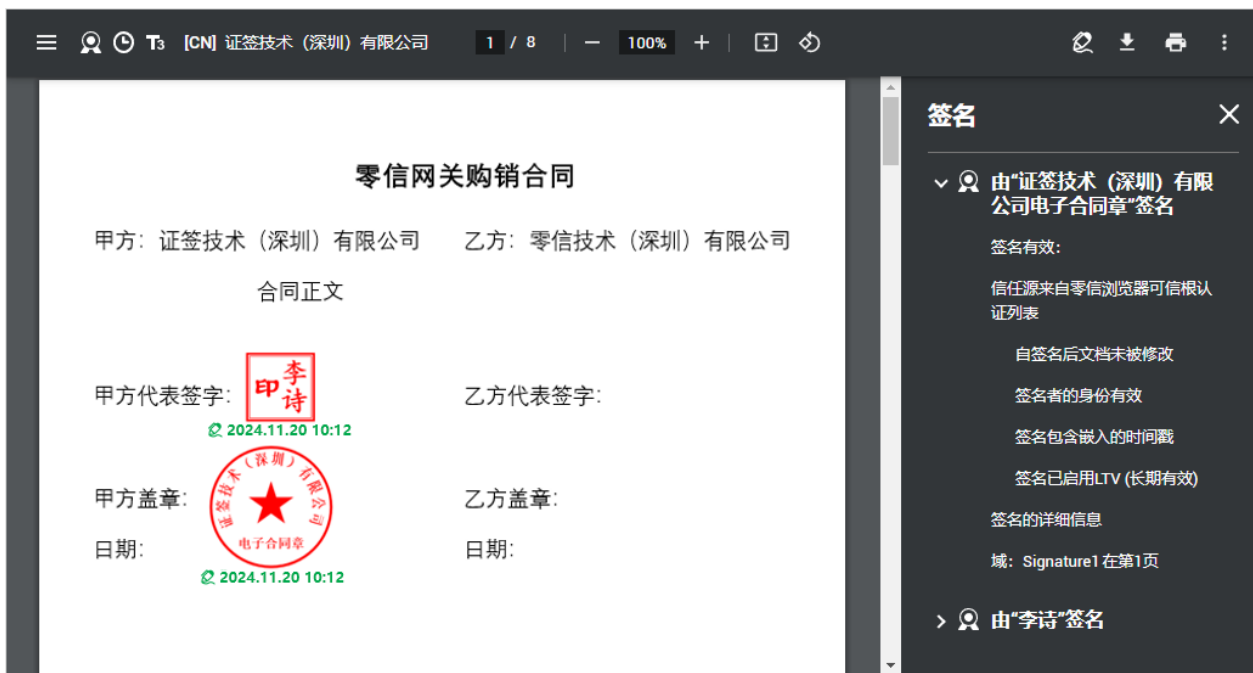 T3 [CN] 证签技术（深圳）有限公司 1 / 8 100%
零信网关购销合同
甲方：证签技术（深圳）有限公司 乙方：零信技术（深圳）有限公司
合同正文
甲方代表签字： 李诗印 乙方代表签字：
2024.11.20 10:12
甲方盖章： 证签技术（深圳）有限公司 乙方盖章：
电子合同章
日期： 日期：
2024.11.20 10:12
签名
由“证签技术（深圳）有限
公司电子合同章”签名
签名有效：
信任源来自零信浏览器可信根认
证列表
自签名后文档未被修改
签名者的身份有效
签名包含嵌入的时间戳
签名已启用LTV (长期有效)
签名的详细信息
域：Signature1 在第1页
由“李诗”签名